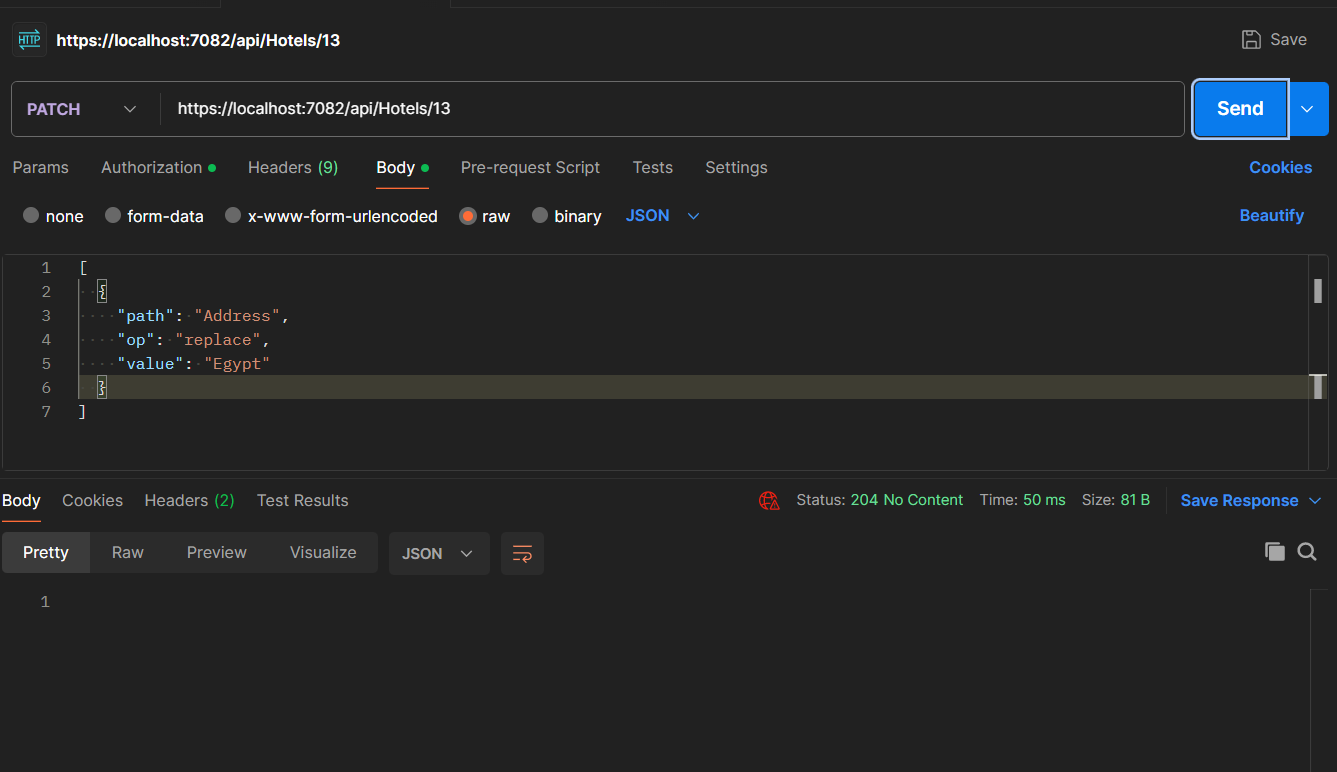 HTTP https://localhost:7082/api/Hotels/13 Save
PATCH https://localhost:7082/api/Hotels/13 Send
Params Authorization Headers (9) Body Pre-request Script Tests Settings Cookies
none form-data x-www-form-urlencoded raw binary JSON Beautify
1 [
2 {
3 "path": "Address",
4 "op": "replace",
5 "value": "Egypt"
6 }
7 ]
Body Cookies Headers (2) Test Results Status: 204 No Content Time: 50 ms Size: 81 B Save Response
Pretty Raw Preview Visualize JSON
1